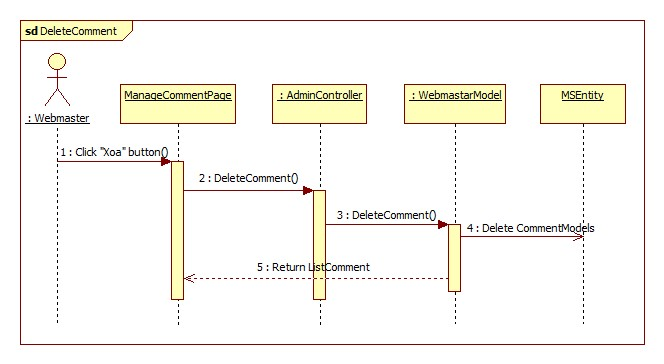 sd DeleteComment
: Webmaster
ManageCommentPage
: AdminController
: WebmastarModel
MSEntity
1 : Click "Xoa" button()
2 : DeleteComment()
3 : DeleteComment()
4 : Delete CommentModels
5 : Return ListComment